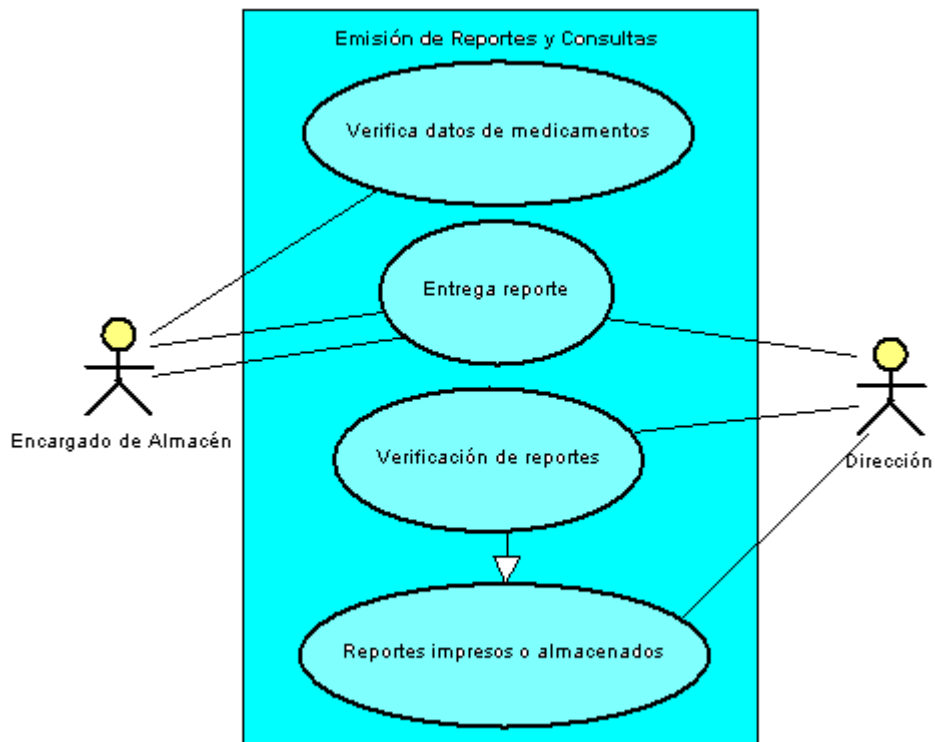 Emisión de Reportes y Consultas
Verifica datos de medicamentos
Entrega reporte
Encargado de Almacén
Verificación de reportes
Dirección
Reportes impresos o almacenados